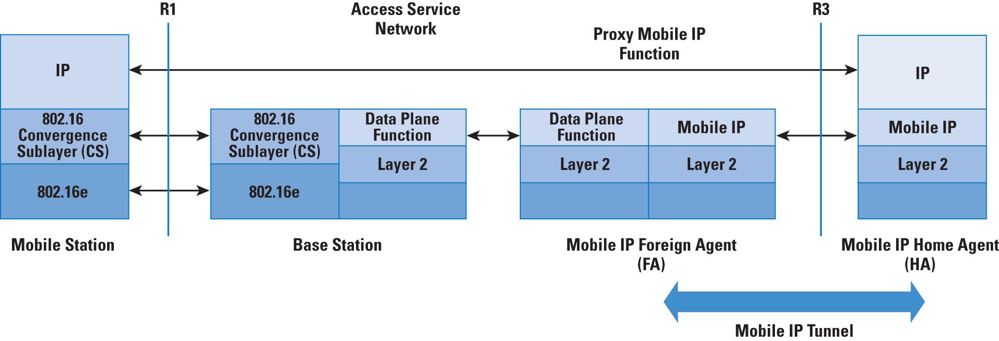 R1
Access Service
Network
R3
Proxy Mobile IP
Function
IP
IP
802.16
Convergence
Sublayer (CS)
802.16
Convergence
Sublayer (CS)
Data Plane
Function
Data Plane
Function
Mobile IP
Mobile IP
Layer 2
Layer 2
Layer 2
Layer 2
802.16e
802.16e
Mobile Station
Base Station
Mobile IP Foreign Agent
(FA)
Mobile IP Home Agent
(HA)
Mobile IP Tunnel